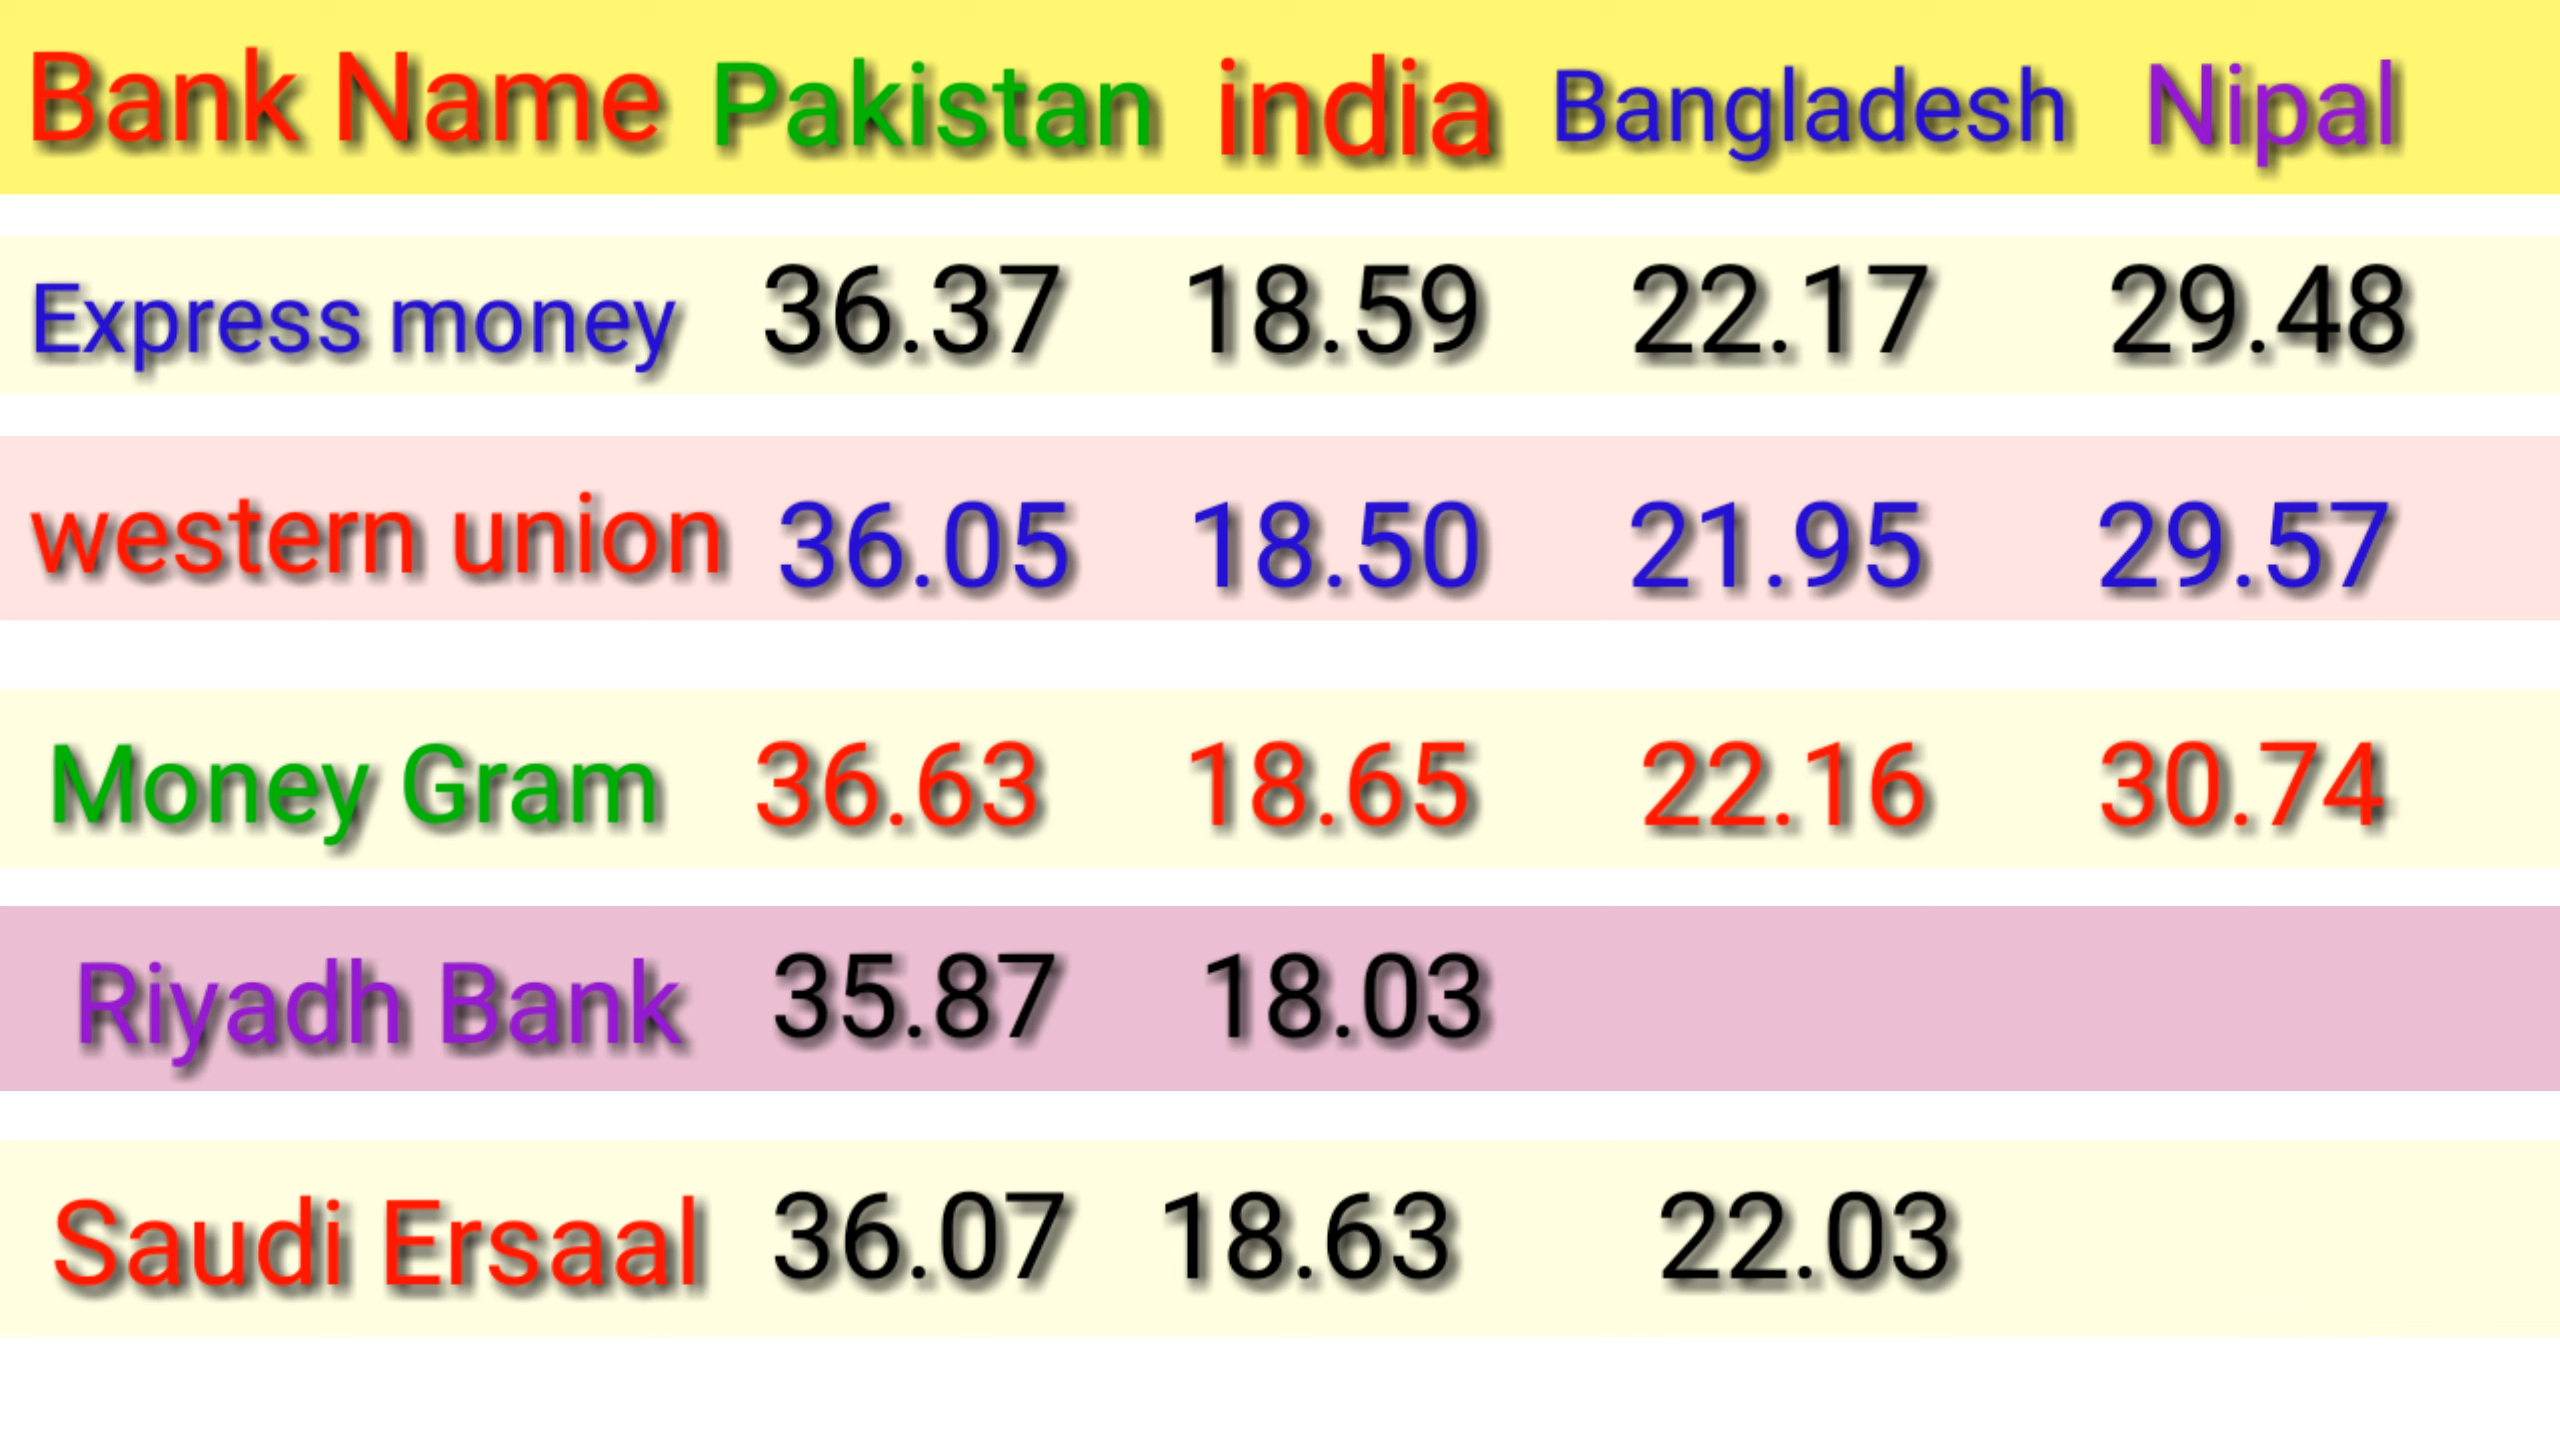 Bank Name Pakistan india Bangladesh Nipal
Express money 36.37 18.59 22.17 29.48
western union 36.05 18.50 21.95 29.57
Money Gram 36.63 18.65 22.16 30.74
Riyadh Bank 35.87 18.03
Saudi Ersaal 36.07 18.63 22.03